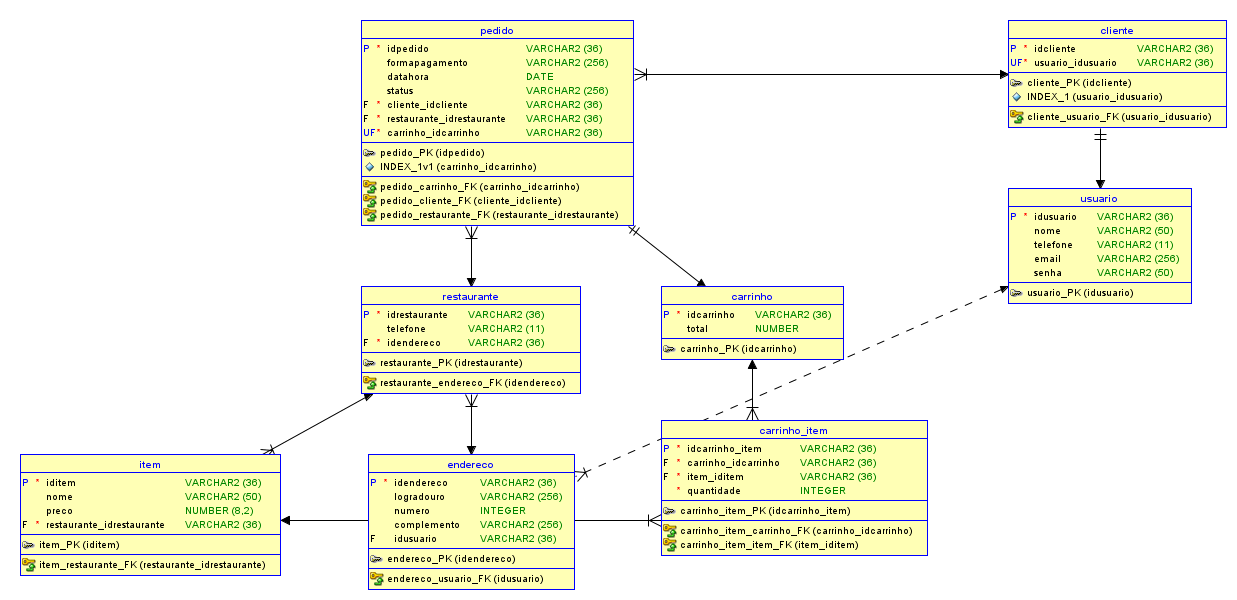 pedido
P * idpedido VARCHAR2 (36)
formapagamento VARCHAR2 (256)
datahora DATE
status VARCHAR2 (256)
F * cliente_idcliente VARCHAR2 (36)
F * restaurante_idrestaurante VARCHAR2 (36)
UF* carrinho_idcarrinho VARCHAR2 (36)
pedido_PK (idpedido)
INDEX_1v1 (carrinho_idcarrinho)
pedido_carrinho_FK (carrinho_idcarrinho)
pedido_cliente_FK (cliente_idcliente)
pedido_restaurante_FK (restaurante_idrestaurante)
cliente
P * idcliente VARCHAR2 (36)
UF* usuario_idusuario VARCHAR2 (36)
cliente_PK (idcliente)
INDEX_1 (usuario_idusuario)
cliente_usuario_FK (usuario_idusuario)
usuario
P * idusuario VARCHAR2 (36)
nome VARCHAR2 (50)
telefone VARCHAR2 (11)
email VARCHAR2 (256)
senha VARCHAR2 (50)
usuario_PK (idusuario)
restaurante
P * idrestaurante VARCHAR2 (36)
telefone VARCHAR2 (11)
F * idendereco VARCHAR2 (36)
restaurante_PK (idrestaurante)
restaurante_endereco_FK (idendereco)
carrinho
P * idcarrinho VARCHAR2 (36)
total NUMBER
carrinho_PK (idcarrinho)
item
P * iditem VARCHAR2 (36)
nome VARCHAR2 (50)
preco NUMBER (8,2)
F * restaurante_idrestaurante VARCHAR2 (36)
item_PK (iditem)
item_restaurante_FK (restaurante_idrestaurante)
endereco
P * idendereco VARCHAR2 (36)
logradouro VARCHAR2 (256)
numero INTEGER
complemento VARCHAR2 (256)
F idusuario VARCHAR2 (36)
endereco_PK (idendereco)
endereco_usuario_FK (idusuario)
carrinho_item
P * idcarrinho_item VARCHAR2 (36)
F * carrinho_idcarrinho VARCHAR2 (36)
F * item_iditem VARCHAR2 (36)
* quantidade INTEGER
carrinho_item_PK (idcarrinho_item)
carrinho_item_carrinho_FK (carrinho_idcarrinho)
carrinho_item_item_FK (item_iditem)